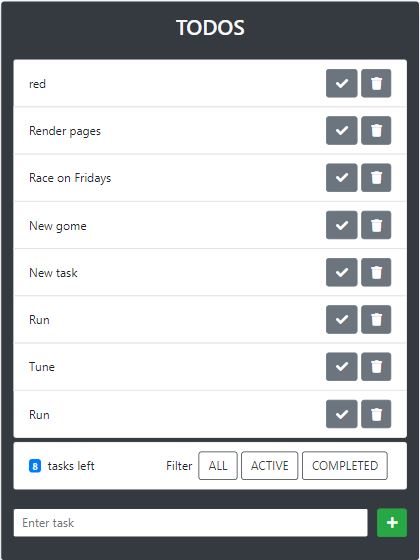 TODOS
red
Render pages
Race on Fridays
New gome
New task
Run
Tune
Run
8 tasks left Filter ALL ACTIVE COMPLETED
Enter task